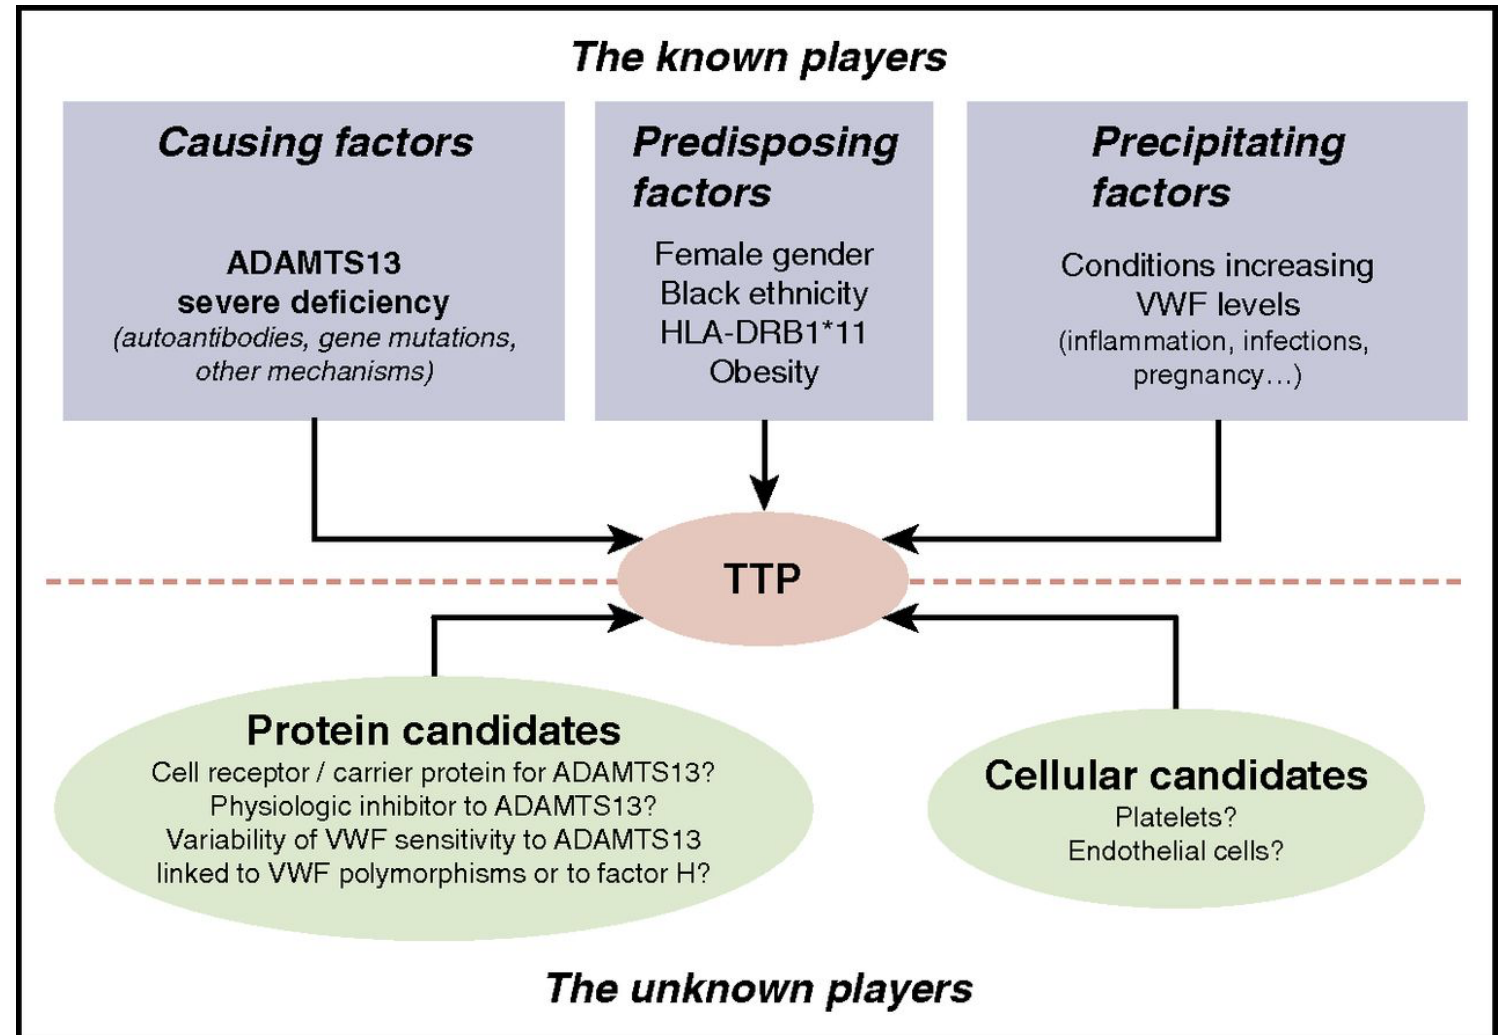 The known players
Causing factors
ADAMTS13
severe deficiency
(autoantibodies, gene mutations,
other mechanisms)
Predisposing
factors
Female gender
Black ethnicity
HLA-DRB1*11
Obesity
Precipitating
factors
Conditions increasing
VWF levels
(inflammation, infections,
pregnancy…)
TTP
Protein candidates
Cell receptor / carrier protein for ADAMTS13?
Physiologic inhibitor to ADAMTS13?
Variability of VWF sensitivity to ADAMTS13
linked to VWF polymorphisms or to factor H?
Cellular candidates
Platelets?
Endothelial cells?
The unknown players